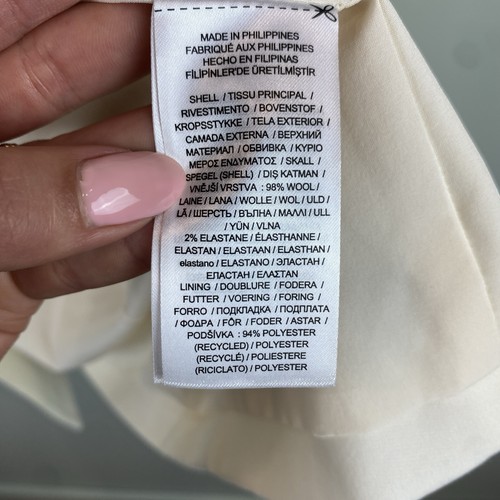 MADE IN PHILIPPINES
FABRIQUÉ AUX PHILIPPINES
HECHO EN FILIPINAS
FİLİPİNLER'DE ÜRETİLMİŞTİR
SHELL / TISSU PRINCIPAL /
RIVESTIMENTO / BOVENSTOF /
KROPSSTYKKE / TELA EXTERIOR /
CAMADA EXTERNA / ВЕРХНИЙ
МАТЕРИАЛ / ОБВИВКА / ΚΥΡΙΟ
ΜΕΡΟΣ ΕΝΔΥΜΑΤΟΣ / SKALL /
SPEGEL (SHELL) / DIŞ KATMAN /
VNĚJŠÍ VRSTVA : 98% WOOL /
LAINE / LANA / WOLLE / WOL / ULD /
LÃ / ШЕРСТЬ / ВЪЛНА / ΜΑΛΛΙ / ULL
/ YÜN / VLNA
2% ELASTANE / ÉLASTHANNE /
ELASTAN / ELASTAAN / ELASTHAN /
elastano / ELASTANO / ЭЛАСТАН /
ЕЛАСТАН / ΕΛΑΣΤΑΝ
LINING / DOUBLURE / FODERA /
FUTTER / VOERING / FORING /
FORRO / ПОДКЛАДКА / ПОДПЛАТА
/ ΦΟΔΡΑ / FÔR / FODER / ASTAR /
PODŠÍVKA : 94% POLYESTER
(RECYCLED) / POLYESTER
(RECYCLÉ) / POLIESTERE
(RICICLATO) / POLYESTER